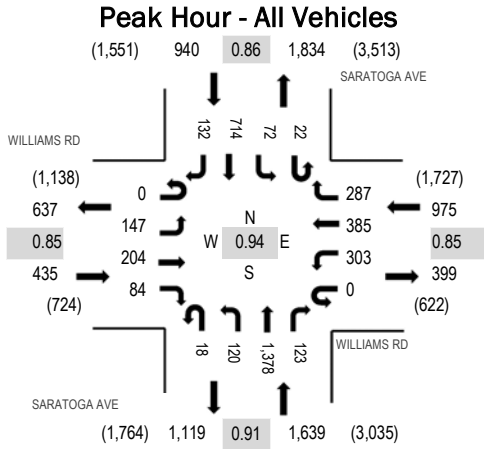 Peak Hour - All Vehicles
(1,551) 940 0.86 1,834 (3,513)
SARATOGA AVE
132 714 72 22
WILLIAMS RD
(1,138)
637
0.85
435
(724)
0
147
204
84
N
W 0.94 E
S
287
385
303
0
(1,727)
975
0.85
399
(622)
18 120 1,378 123
WILLIAMS RD
SARATOGA AVE
(1,764) 1,119 0.91 1,639 (3,035)